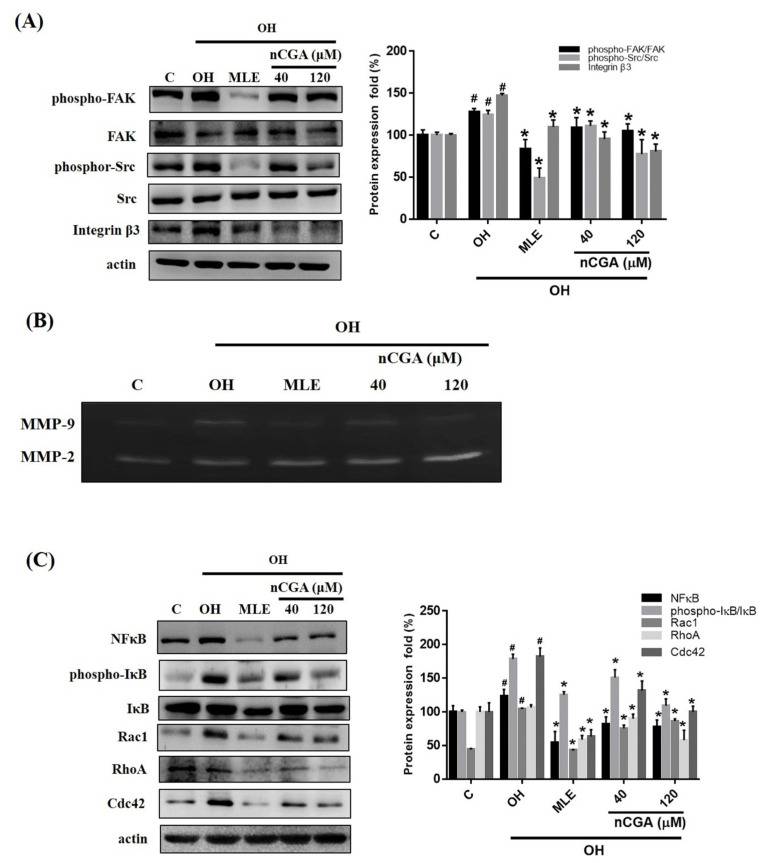 (A)
OH
nCGA (μM)
C OH MLE 40 120
phospho-FAK
FAK
phosphor-Src
Src
Integrin β3
actin
phospho-FAK/FAK
phospho-Src/Src
Integrin β3
Protein expression fold (%)
200
150
100
50
0
# # #
* * *
* * *
* * *
C OH MLE 40 120
nCGA (μM)
OH
(B)
OH
nCGA (μM)
C OH MLE 40 120
MMP-9
MMP-2
(C)
OH
nCGA (μM)
C OH MLE 40 120
NFκB
phospho-IκB
IκB
Rac1
RhoA
Cdc42
actin
NFκB
phospho-IκB/IκB
Rac1
RhoA
Cdc42
Protein expression fold (%)
250
200
150
100
50
0
# # # #
* * * * *
* * * * *
* * * * *
C OH MLE 40 120
nCGA (μM)
OH